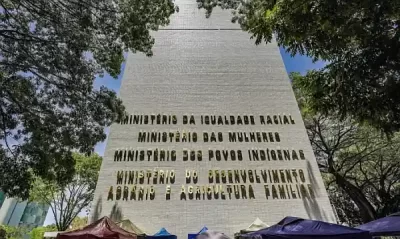 MINISTÉRIO DA IGUALDADE RACIAL
MINISTÉRIO DAS MULHERES
MINISTÉRIO DOS POVOS INDÍGENAS
MINISTÉRIO DO DESENVOLVIMENTO
AGRÁRIO E AGRICULTURA FAMILIAR